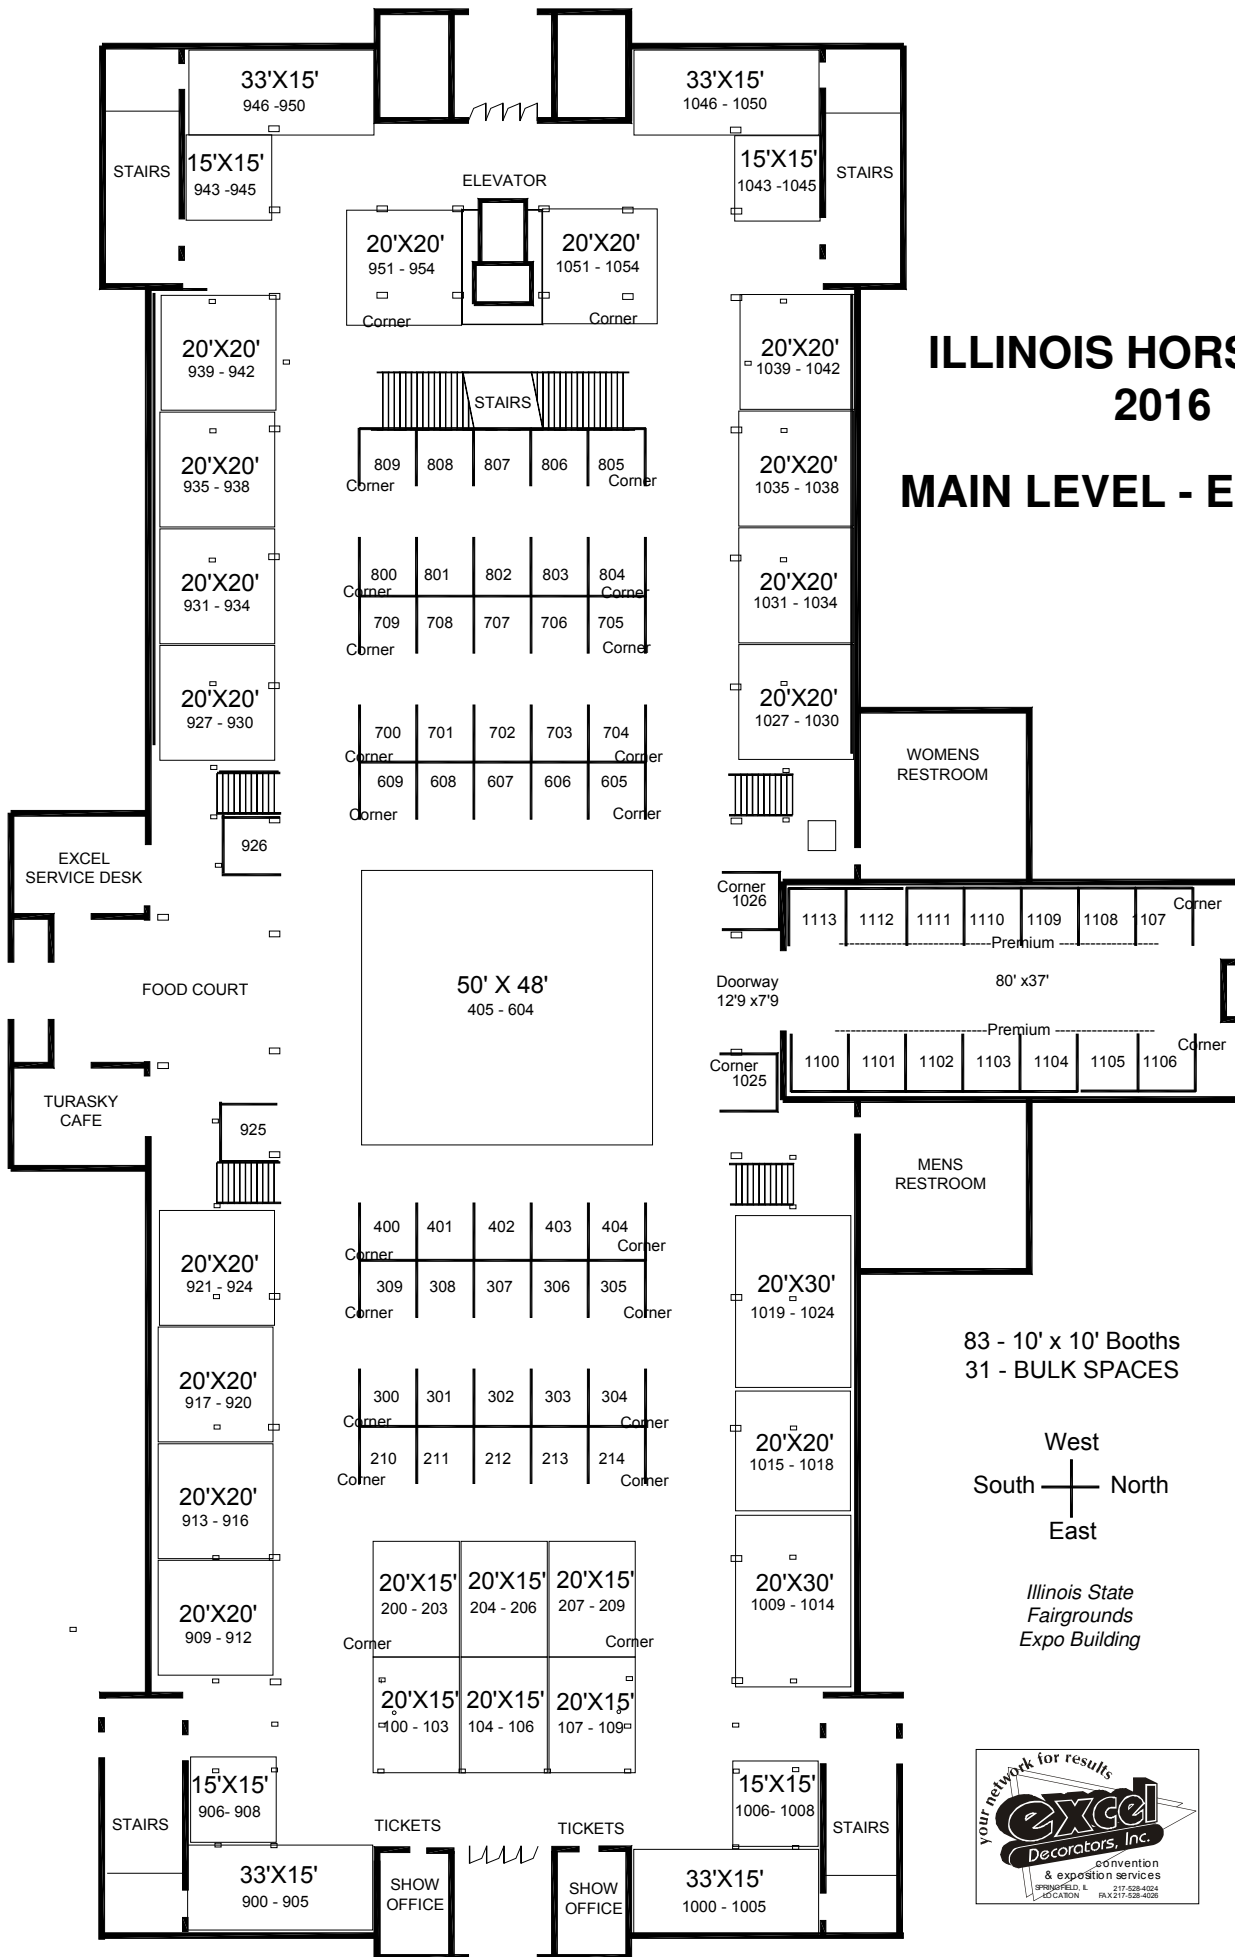 33'X15'
946 -950
33'X15'
1046 - 1050
STAIRS
15'X15'
943 -945
ELEVATOR
15'X15'
1043 -1045
STAIRS
20'X20'
951 - 954
20'X20'
1051 - 1054
Corner
Corner
20'X20'
939 - 942
20'X20'
1039 - 1042
ILLINOIS HORS
2016
STAIRS
20'X20'
935 - 938
809 808 807 806 805
Corner
Corner
20'X20'
1035 - 1038
MAIN LEVEL - E
20'X20'
931 - 934
800 801 802 803 804
Corner
Corner
709 708 707 706 705
Corner
Corner
20'X20'
1031 - 1034
20'X20'
927 - 930
700 701 702 703 704
Corner
Corner
609 608 607 606 605
Corner
Corner
20'X20'
1027 - 1030
WOMENS
RESTROOM
EXCEL
SERVICE DESK
926
Corner
1026
1113 1112 1111 1110 1109 1108 1107
Corner
Premium
FOOD COURT
50' X 48'
405 - 604
Doorway
12'9 x7'9
80' x37'
Premium
Corner
Corner
1025
1100 1101 1102 1103 1104 1105 1106
TURASKY
CAFE
925
MENS
RESTROOM
20'X20'
921 - 924
400 401 402 403 404
Corner
Corner
309 308 307 306 305
Corner
Corner
20'X30'
1019 - 1024
83 - 10' x 10' Booths
31 - BULK SPACES
20'X20'
917 - 920
300 301 302 303 304
Corner
Corner
210 211 212 213 214
Corner
Corner
20'X20'
1015 - 1018
West
South North
East
20'X20'
913 - 916
20'X20'
909 - 912
20'X15'
200 - 203
20'X15'
204 - 206
20'X15'
207 - 209
Corner
Corner
20'X30'
1009 - 1014
Illinois State
Fairgrounds
Expo Building
20'X15'
100 - 103
20'X15'
104 - 106
20'X15'
107 - 109
STAIRS
15'X15'
906- 908
TICKETS
TICKETS
15'X15'
1006- 1008
STAIRS
33'X15'
900 - 905
SHOW
OFFICE
SHOW
OFFICE
33'X15'
1000 - 1005
your network for results
excel
Decorators, Inc.
convention
& exposition services
SPRINGFIELD, IL 217-528-4024
LOCATION FAX 217-528-4026